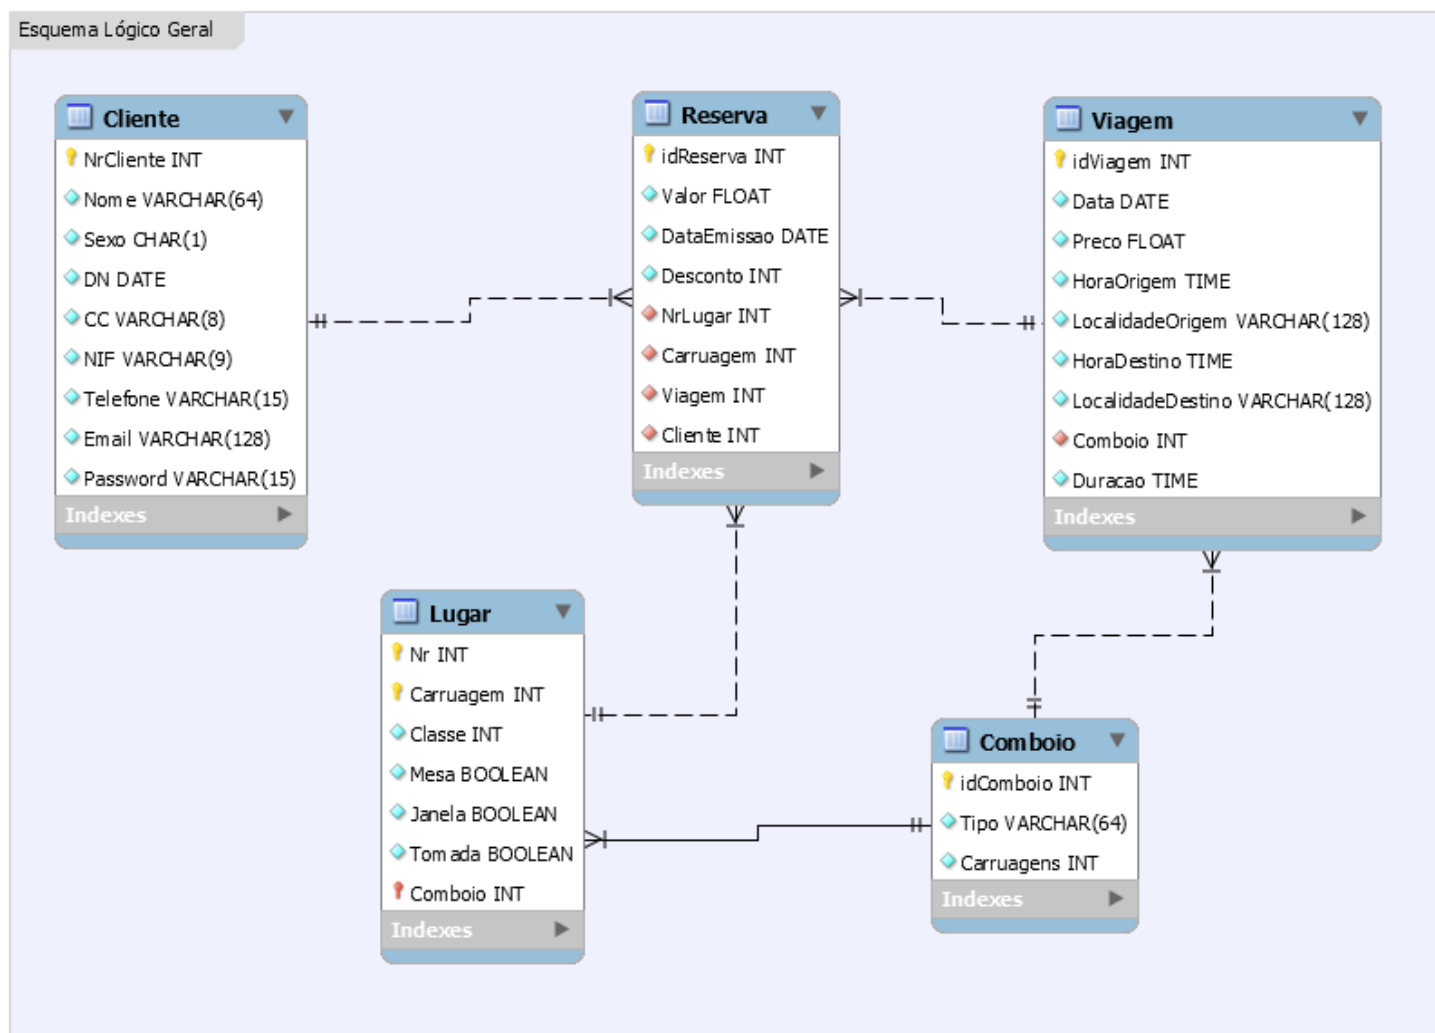 Esquema Lógico Geral
Cliente
NrCliente INT
Nome VARCHAR(64)
Sexo CHAR(1)
DN DATE
CC VARCHAR(8)
NIF VARCHAR(9)
Telefone VARCHAR(15)
Email VARCHAR(128)
Password VARCHAR(15)
Indexes
Reserva
idReserva INT
Valor FLOAT
DataEmissao DATE
Desconto INT
NrLugar INT
Carruagem INT
Viagem INT
Cliente INT
Indexes
Viagem
idViagem INT
Data DATE
Preco FLOAT
HoraOrigem TIME
LocalidadeOrigem VARCHAR(128)
HoraDestino TIME
LocalidadeDestino VARCHAR(128)
Comboio INT
Duracao TIME
Indexes
Lugar
Nr INT
Carruagem INT
Classe INT
Mesa BOOLEAN
Janela BOOLEAN
Tomada BOOLEAN
Comboio INT
Indexes
Comboio
idComboio INT
Tipo VARCHAR(64)
Carruagens INT
Indexes